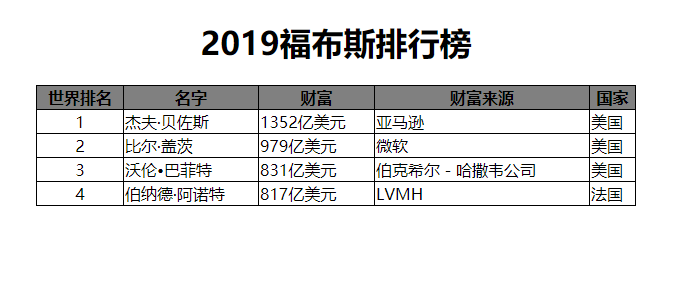 2019福布斯排行榜
世界排名 名字 财富 财富来源 国家
1 杰夫·贝佐斯 1352亿美元 亚马逊 美国
2 比尔·盖茨 979亿美元 微软 美国
3 沃伦•巴菲特 831亿美元 伯克希尔 - 哈撒韦公司 美国
4 伯纳德·阿诺特 817亿美元 LVMH 法国